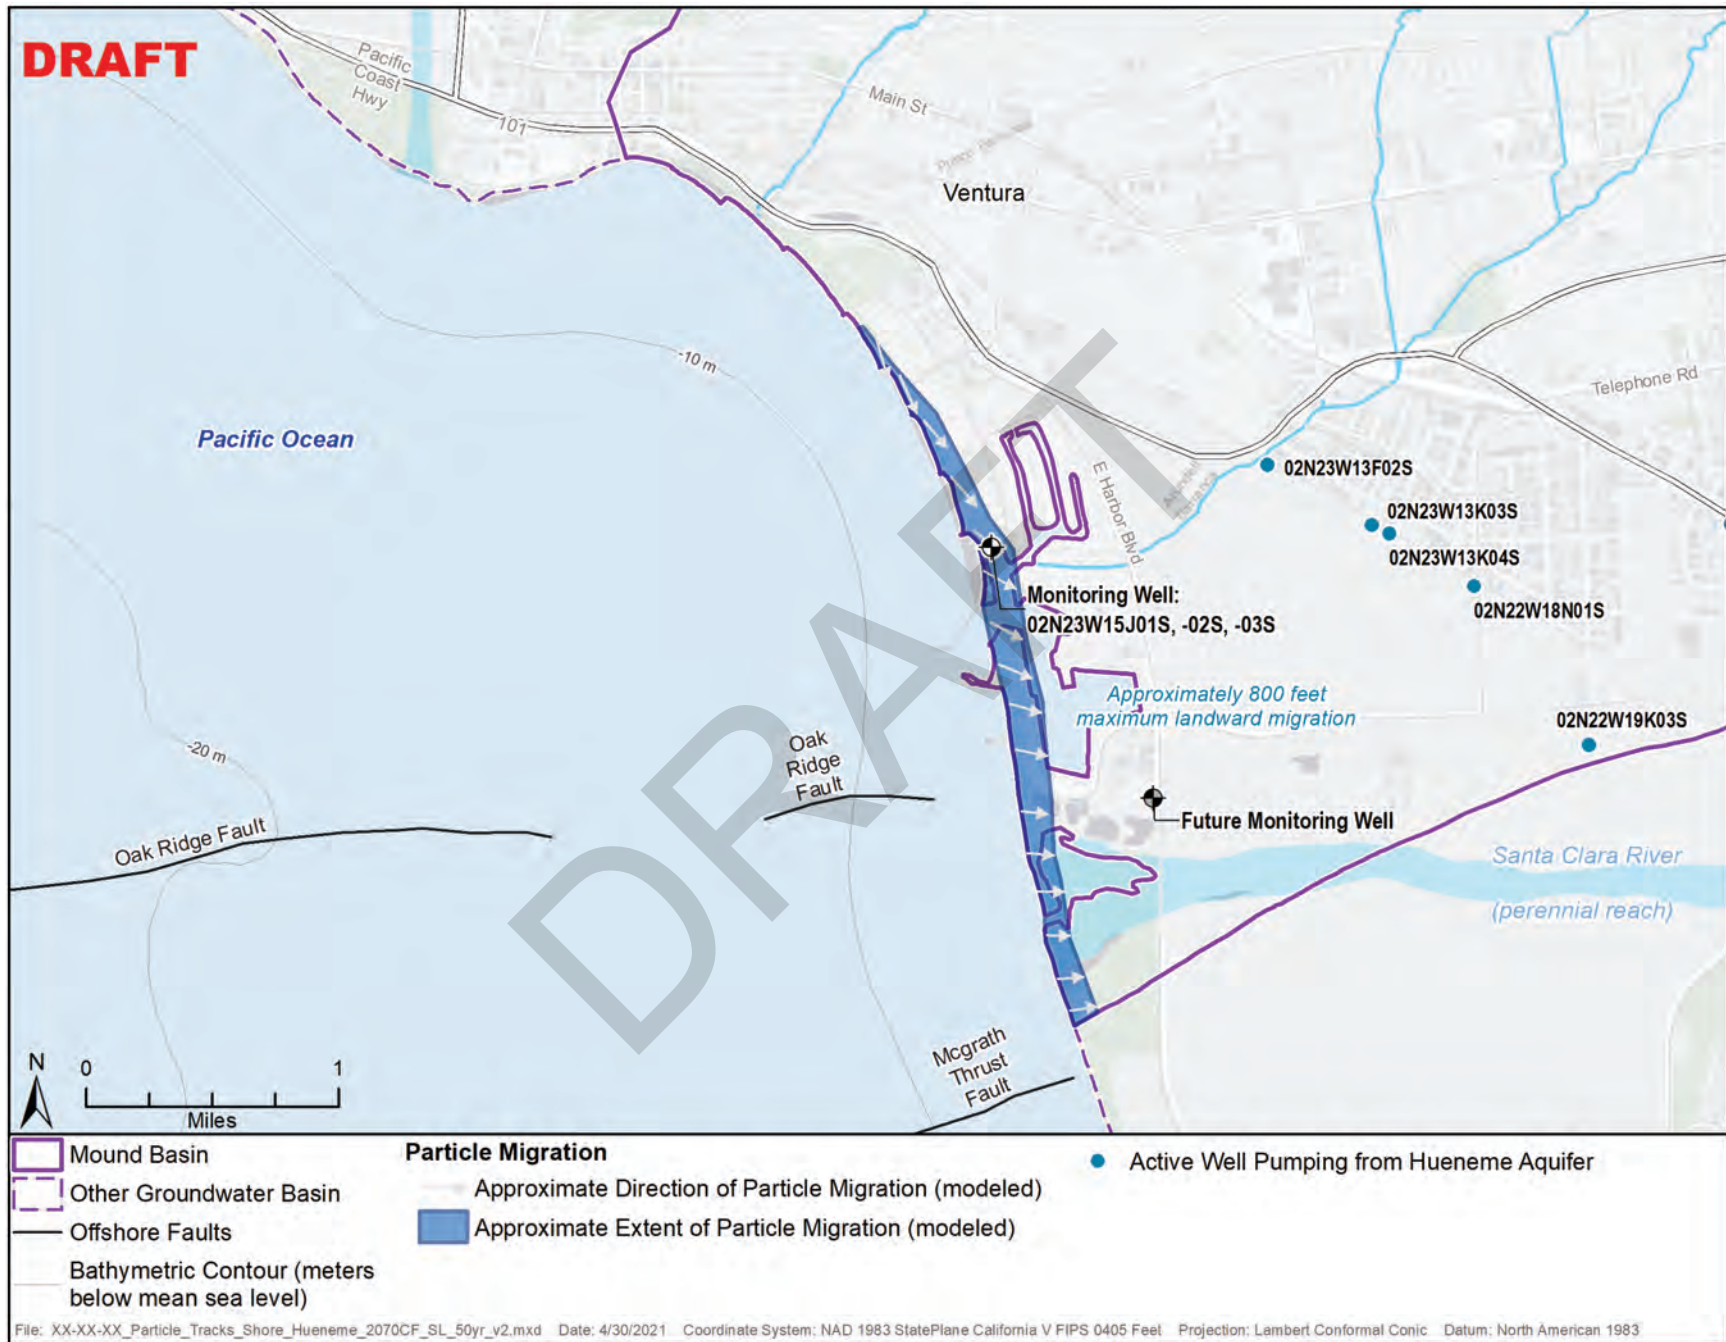 DRAFT
Pacific
Coast
Hwy
101
Main St
Ventura
-10 m
Pacific Ocean
Telephone Rd
E Harbor Blvd
Arundell
Barranca
02N23W13F02S
02N23W13K03S
02N23W13K04S
02N22W18N01S
Monitoring Well:
02N23W15J01S, -02S, -03S
Approximately 800 feet
maximum landward migration
02N22W19K03S
-20 m
Oak
Ridge
Fault
Oak Ridge Fault
Future Monitoring Well
Santa Clara River
(perennial reach)
Mcgrath
Thrust
Fault
DRAFT
N
0 1
Miles
Mound Basin
Other Groundwater Basin
Offshore Faults
Bathymetric Contour (meters
below mean sea level)
Particle Migration
Approximate Direction of Particle Migration (modeled)
Approximate Extent of Particle Migration (modeled)
Active Well Pumping from Hueneme Aquifer
File: XX-XX-XX_Particle_Tracks_Shore_Hueneme_2070CF_SL_50yr_v2.mxd Date: 4/30/2021 Coordinate System: NAD 1983 StatePlane California V FIPS 0405 Feet Projection: Lambert Conformal Conic Datum: North American 1983